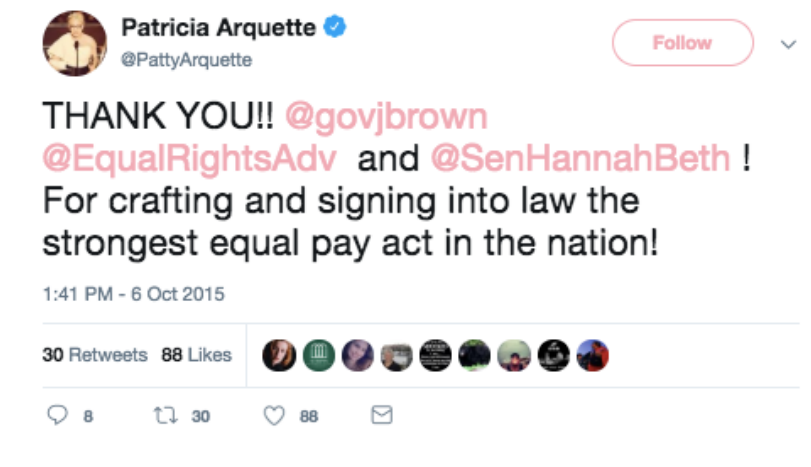 Patricia Arquette
@PattyArquette
Follow
THANK YOU!! @govjbrown
@EqualRightsAdv and @SenHannahBeth !
For crafting and signing into law the
strongest equal pay act in the nation!
1:41 PM - 6 Oct 2015
30 Retweets 88 Likes
8 30 88